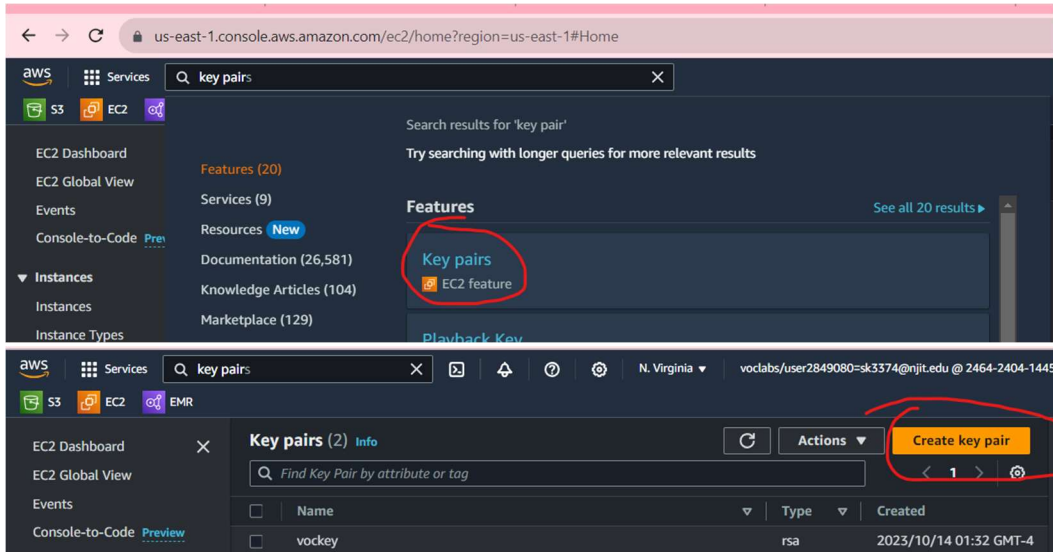 us-east-1.console.aws.amazon.com/ec2/home?region=us-east-1#Home
aws Services key pairs
S3 EC2
EC2 Dashboard
EC2 Global View
Events
Console-to-Code Prev
Instances
Instances
Instance Types
Features (20)
Services (9)
Resources New
Documentation (26,581)
Knowledge Articles (104)
Marketplace (129)
Search results for 'key pair'
Try searching with longer queries for more relevant results
Features See all 20 results
Key pairs
EC2 feature
Playback Key
aws Services key pairs N. Virginia voclabs/user2849080=sk3374@njit.edu @ 2464-2404-1445
S3 EC2 EMR
EC2 Dashboard
EC2 Global View
Events
Console-to-Code Preview
Key pairs (2) Info Actions Create key pair
Find Key Pair by attribute or tag 1
Name Type Created
vockey rsa 2023/10/14 01:32 GMT-4